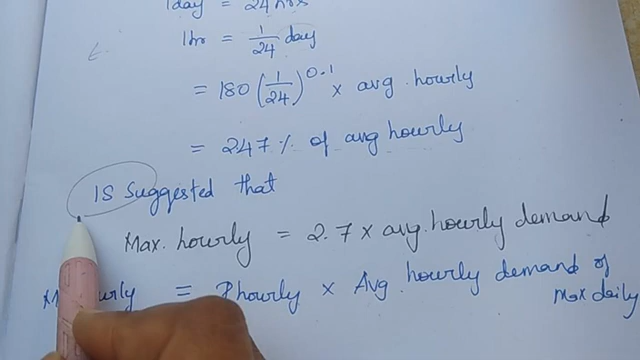 1day = 24 hrs
1hr = 1/24 day
= 180 (1/24)^0.1 × avg. hourly
= 247 % of avg hourly
IS suggested that
Max. hourly = 2.7 × avg. hourly demand
= hourly × Avg hourly demand of
max daily